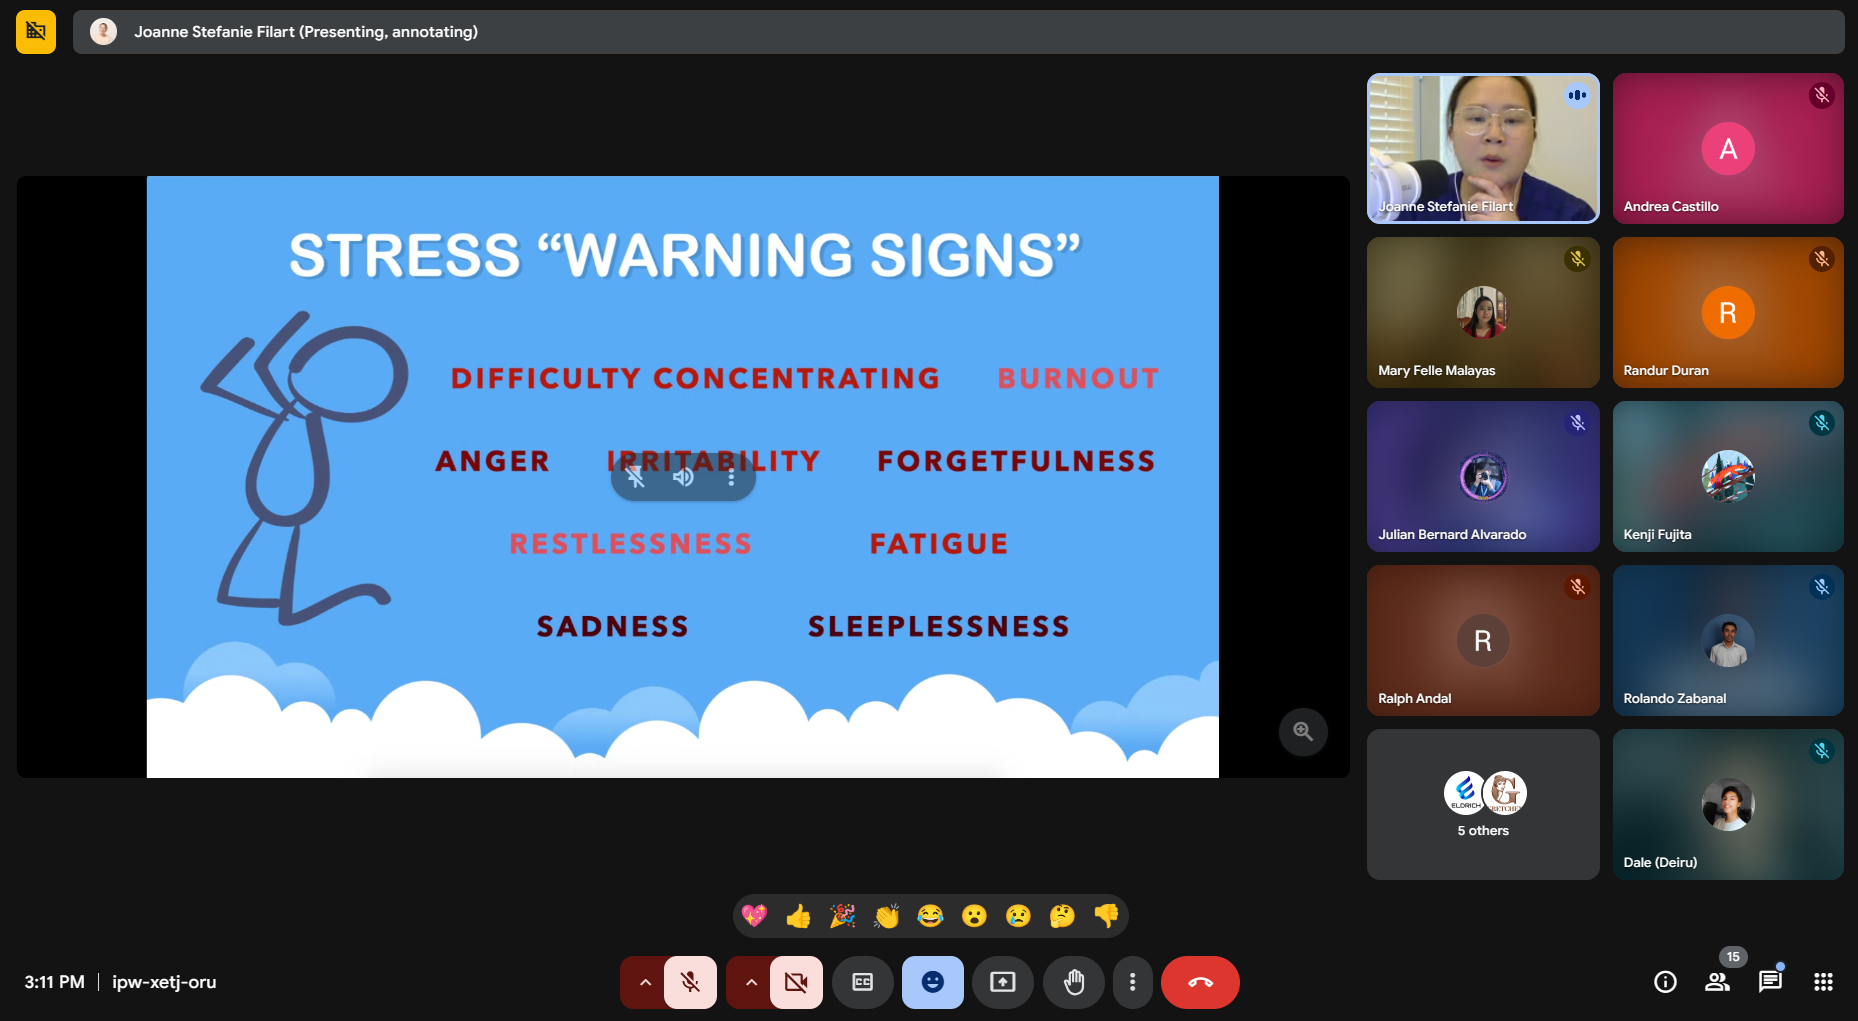 Joanne Stefanie Filart (Presenting, annotating)
STRESS “WARNING SIGNS”
DIFFICULTY CONCENTRATING BURNOUT
ANGER IRRITABILITY FORGETFULNESS
RESTLESSNESS FATIGUE
SADNESS SLEEPLESSNESS
Joanne Stefanie Filart
A
Andrea Castillo
Mary Felle Malayas
R
Randur Duran
Julian Bernard Alvarado
Kenji Fujita
R
Ralph Andal
Rolando Zabanal
ELDRICH
G
5 others
Dale (Deiru)
3:11 PM | ipw-xetj-oru
CC
15